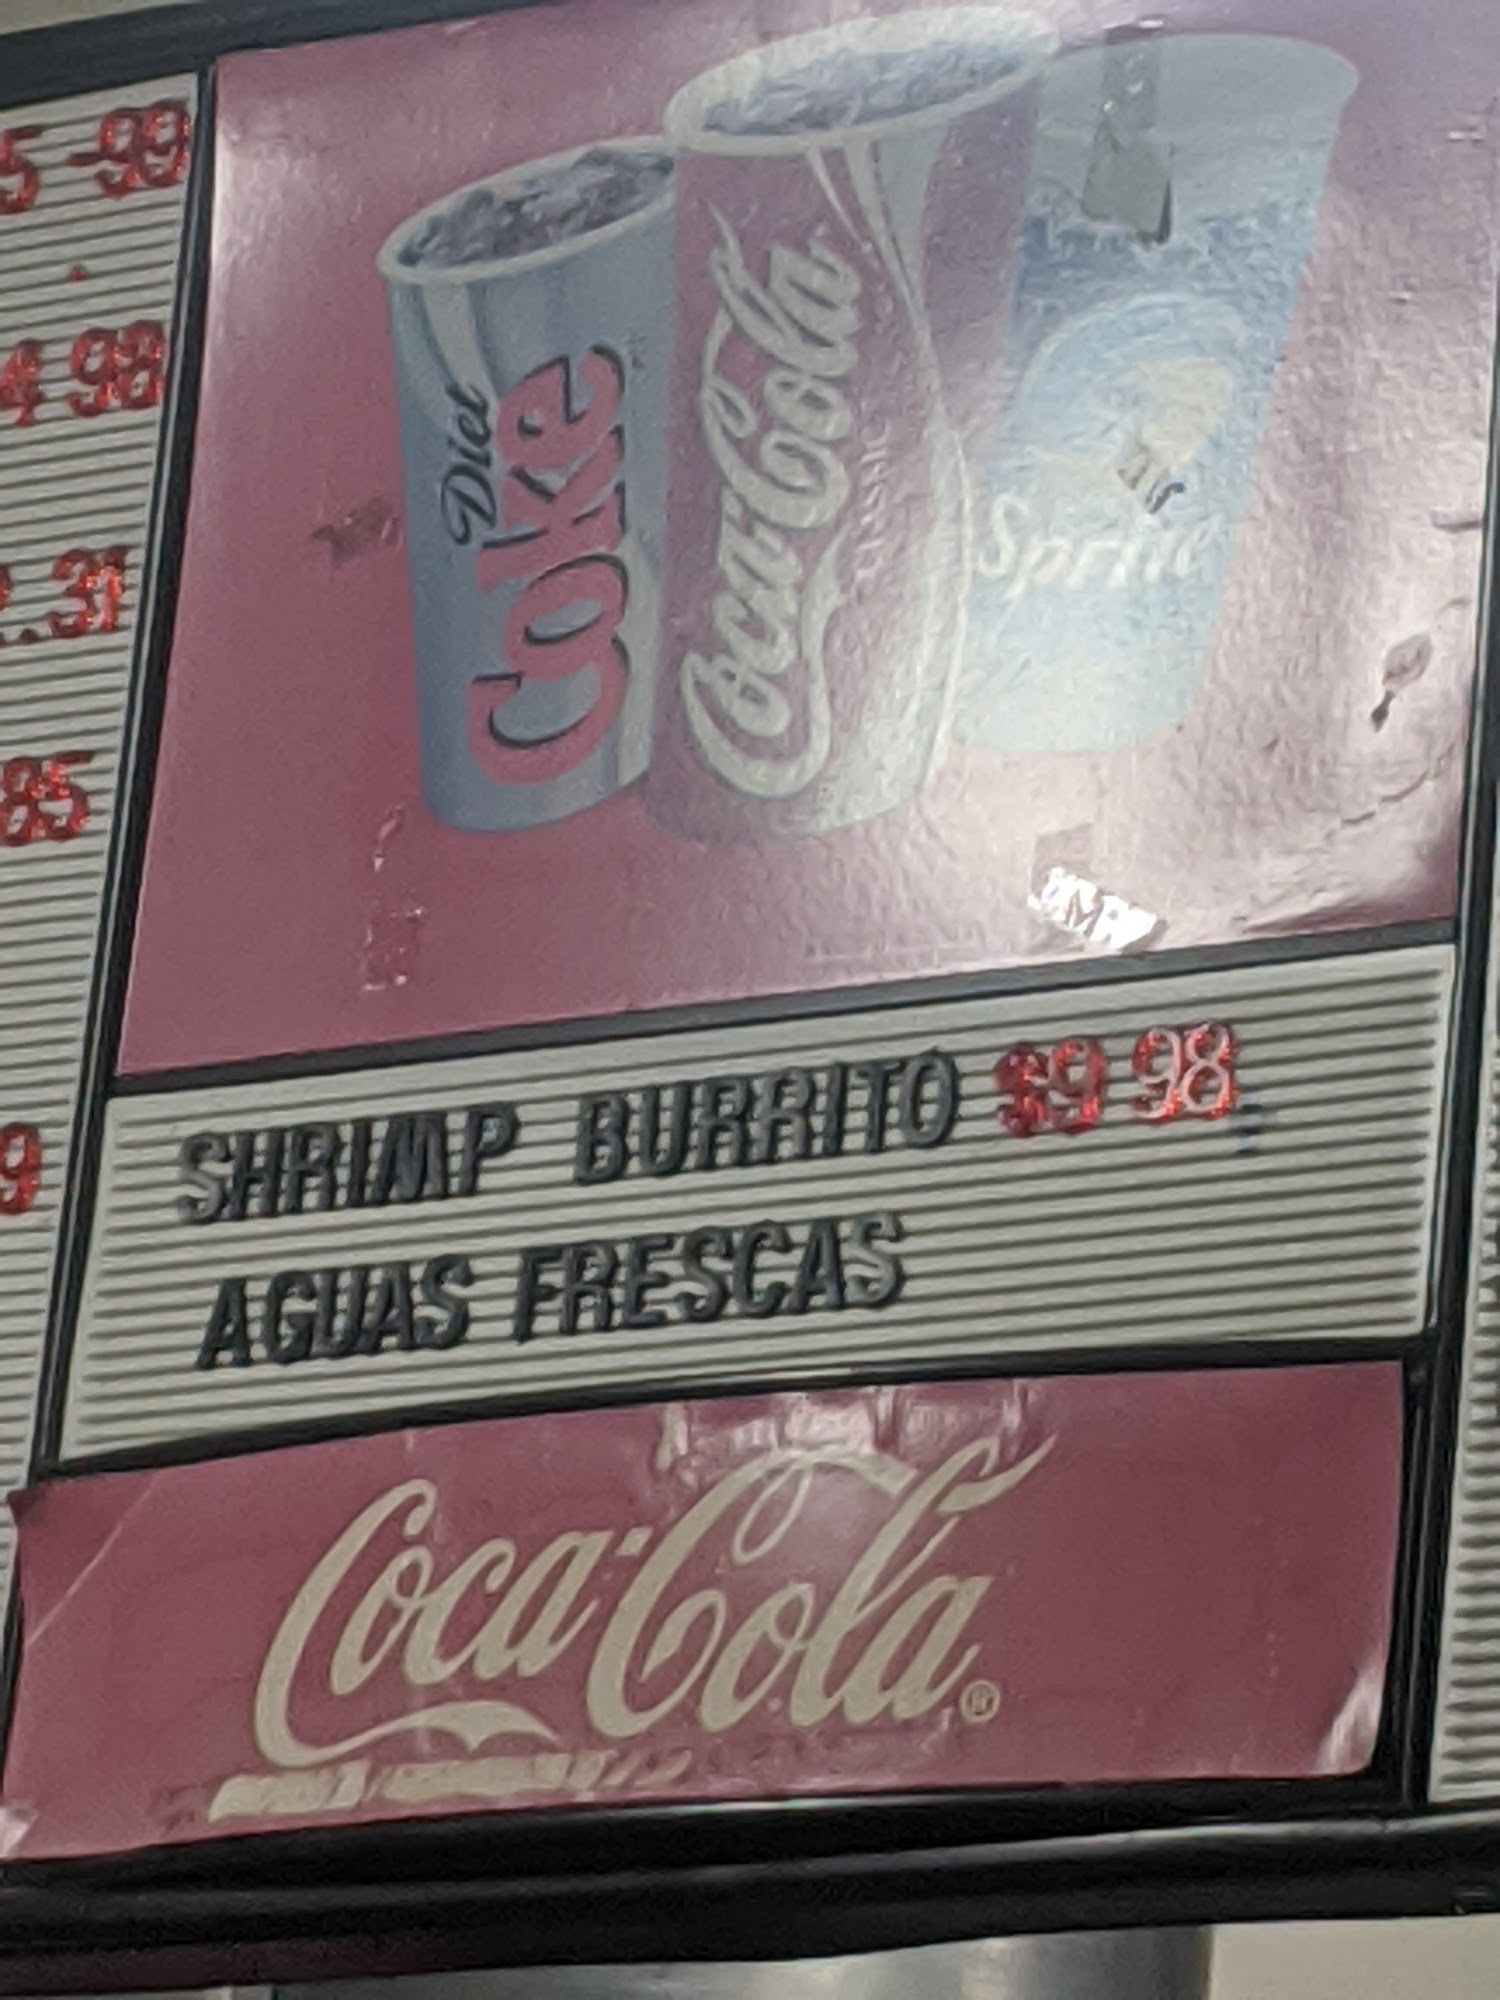 5-99
4 98
.31
85
9
Diet
Coke
Coca-Cola
classic
Sprite
SHRIMP BURRITO $9 98
AGUAS FRESCAS
Coca-Cola®